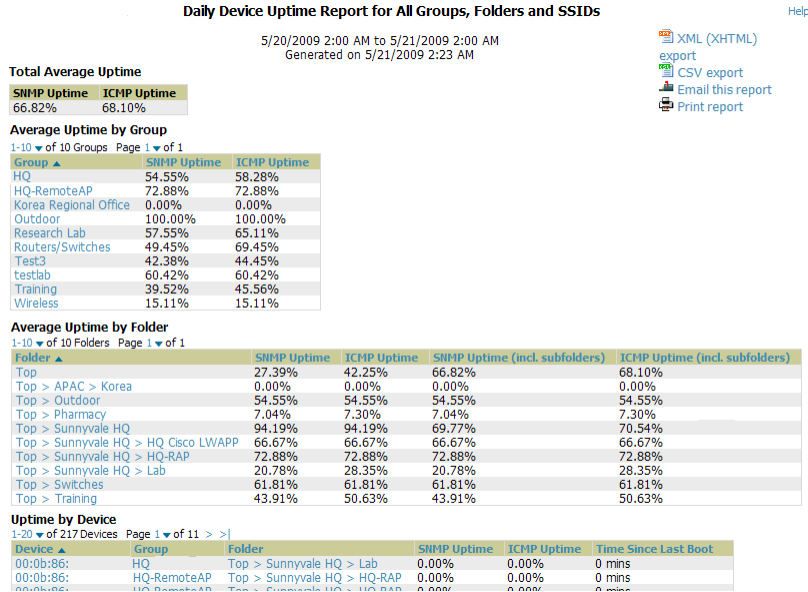 Daily Device Uptime Report for All Groups, Folders and SSIDs
Help
5/20/2009 2:00 AM to 5/21/2009 2:00 AM
Generated on 5/21/2009 2:23 AM
XML (XHTML) export
CSV export
Email this report
Print report
Total Average Uptime
SNMP Uptime ICMP Uptime
66.82% 68.10%
Average Uptime by Group
1-10 of 10 Groups Page 1 of 1
Group SNMP Uptime ICMP Uptime
HQ 54.55% 58.28%
HQ-RemoteAP 72.88% 72.88%
Korea Regional Office 0.00% 0.00%
Outdoor 100.00% 100.00%
Research Lab 57.55% 65.11%
Routers/Switches 49.45% 69.45%
Test3 42.38% 44.45%
testlab 60.42% 60.42%
Training 39.52% 45.56%
Wireless 15.11% 15.11%
Average Uptime by Folder
1-10 of 10 Folders Page 1 of 1
Folder SNMP Uptime ICMP Uptime SNMP Uptime (incl. subfolders) ICMP Uptime (incl. subfolders)
Top 27.39% 42.25% 66.82% 68.10%
Top > APAC > Korea 0.00% 0.00% 0.00% 0.00%
Top > Outdoor 54.55% 54.55% 54.55% 54.55%
Top > Pharmacy 7.04% 7.30% 7.04% 7.30%
Top > Sunnyvale HQ 94.19% 94.19% 69.77% 70.54%
Top > Sunnyvale HQ > HQ Cisco LWAPP 66.67% 66.67% 66.67% 66.67%
Top > Sunnyvale HQ > HQ-RAP 72.88% 72.88% 72.88% 72.88%
Top > Sunnyvale HQ > Lab 20.78% 28.35% 20.78% 28.35%
Top > Switches 61.81% 61.81% 61.81% 61.81%
Top > Training 43.91% 50.63% 43.91% 50.63%
Uptime by Device
1-20 of 217 Devices Page 1 of 11 > >|
Device Group Folder SNMP Uptime ICMP Uptime Time Since Last Boot
00:0b:86: HQ Top > Sunnyvale HQ > Lab 0.00% 0.00% 0 mins
00:0b:86: HQ-RemoteAP Top > Sunnyvale HQ > HQ-RAP 0.00% 0.00% 0 mins